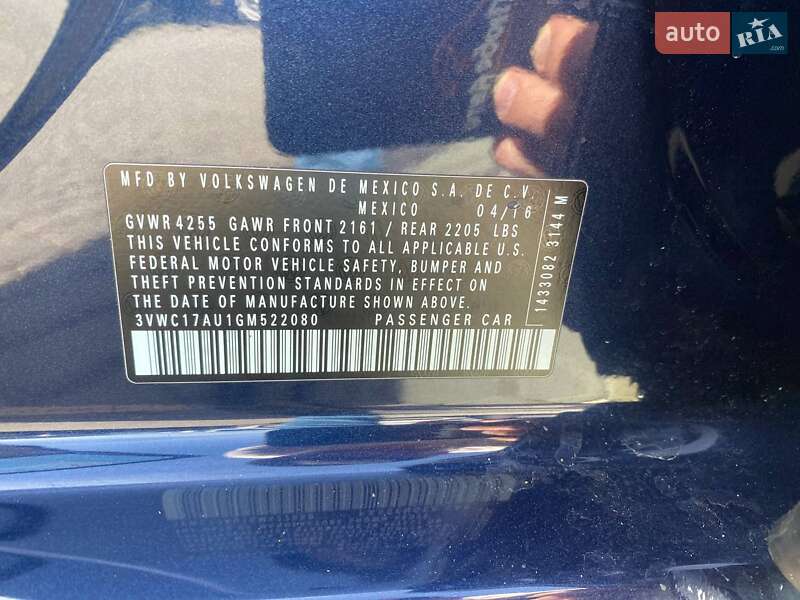 auto
RIA
.com
MFD BY VOLKSWAGEN DE MEXICO S.A. DE C.V.
MEXICO 04/16
GVWR 4255 GAWR FRONT 2161 / REAR 2205 LBS
THIS VEHICLE CONFORMS TO ALL APPLICABLE U.S.
FEDERAL MOTOR VEHICLE SAFETY, BUMPER AND
THEFT PREVENTION STANDARDS IN EFFECT ON
THE DATE OF MANUFACTURE SHOWN ABOVE.
3VWC17AU1GM522080 PASSENGER CAR
1433082 3144 M